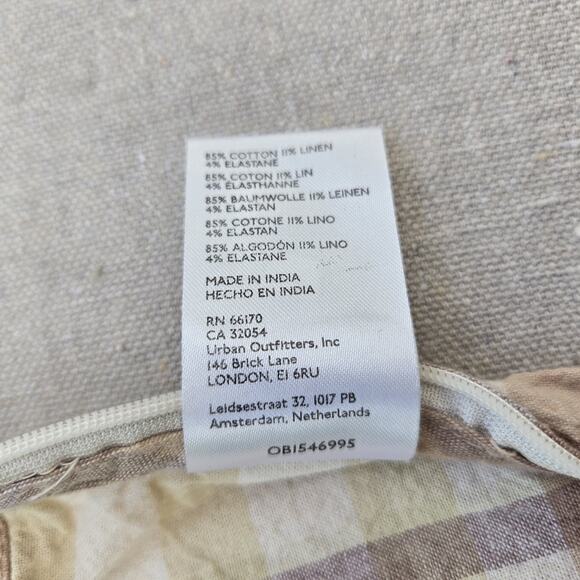 85% COTTON 11% LINEN
4% ELASTANE
85% COTON 11% LIN
4% ÉLASTHANNE
85% BAUMWOLLE 11% LEINEN
4% ELASTAN
85% COTONE 11% LINO
4% ELASTAN
85% ALGODÓN 11% LINO
4% ELASTANE
MADE IN INDIA
HECHO EN INDIA
RN 66170
CA 32054
Urban Outfitters, Inc
146 Brick Lane
LONDON, E1 6RU
Leidsestraat 32, 1017 PB
Amsterdam, Netherlands
OB1546995